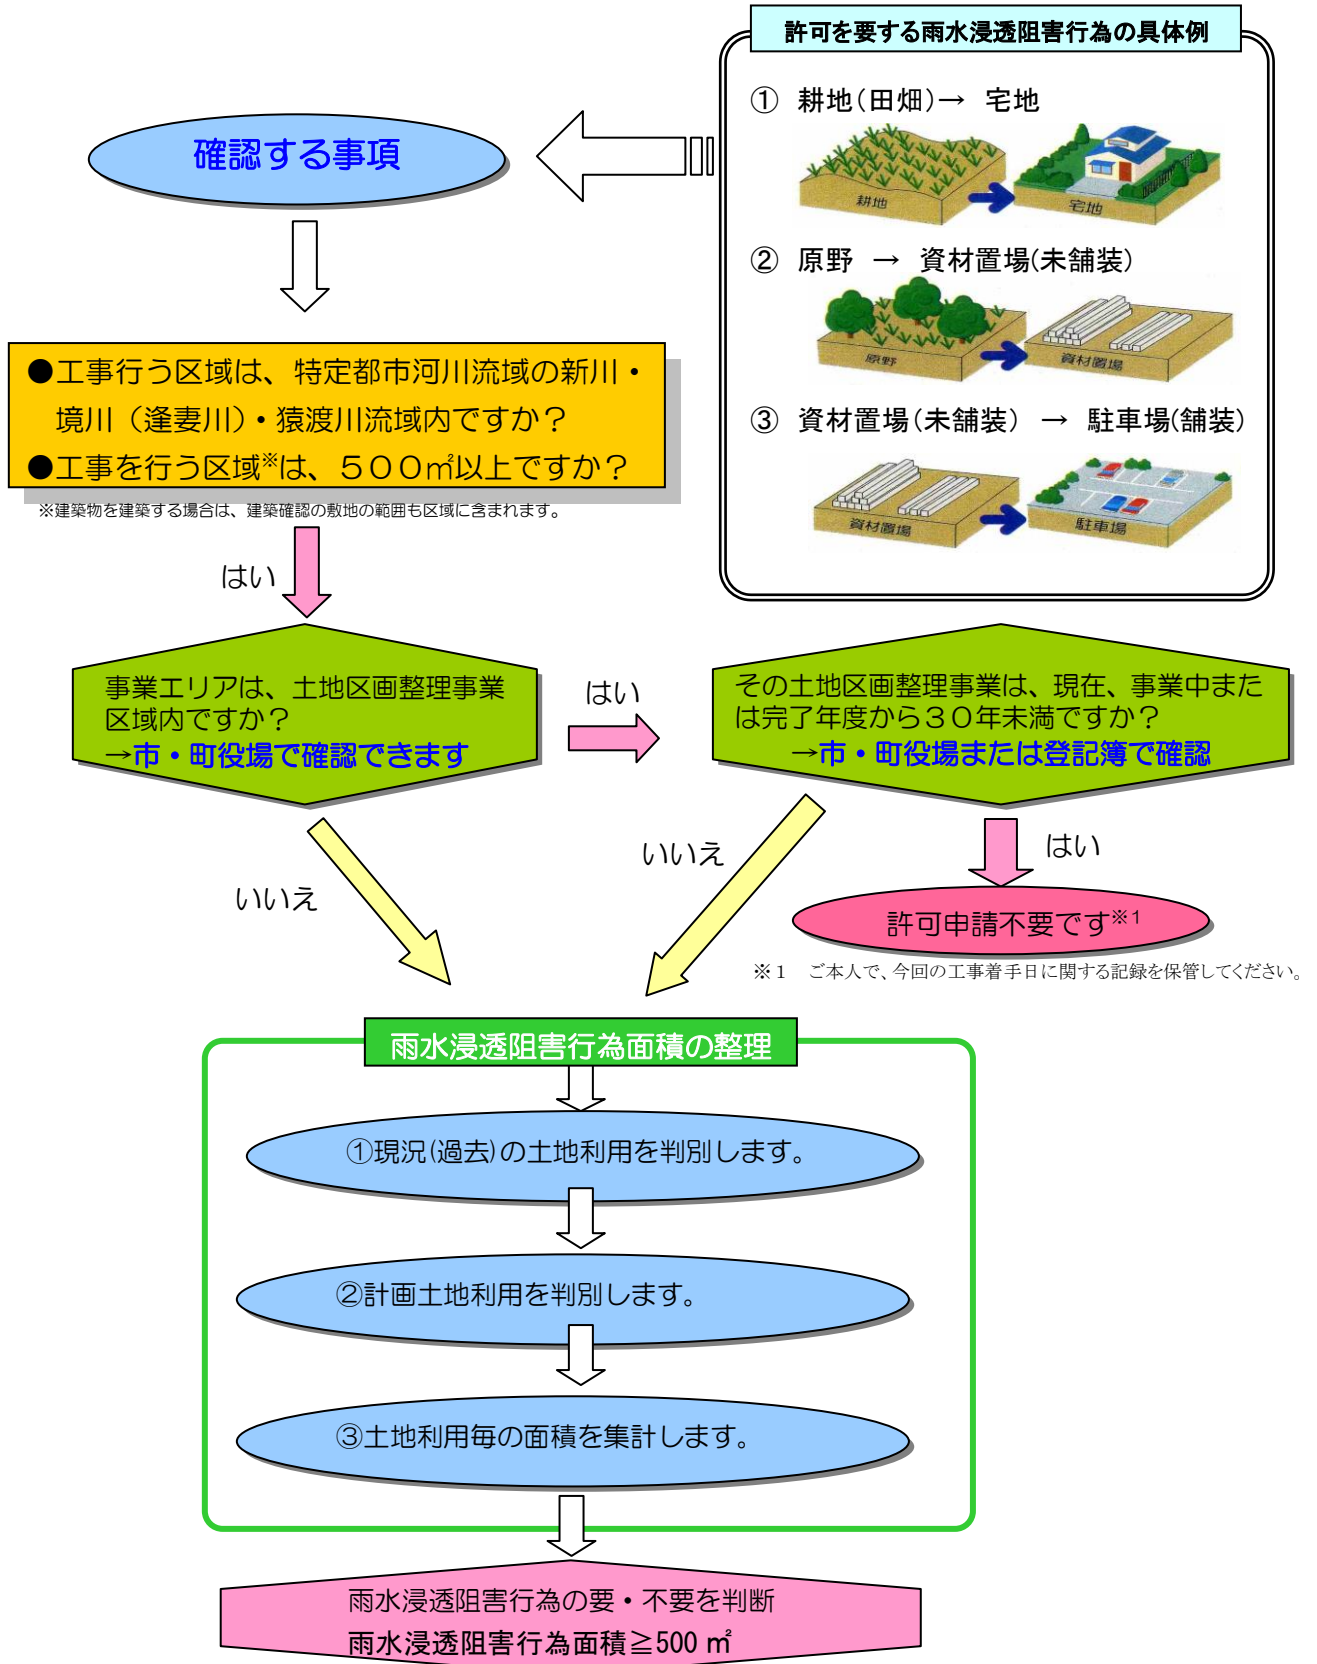 許可を要する雨水浸透阻害行為の具体例
① 耕地(田畑)→ 宅地
耕地
宅地
② 原野 → 資材置場(未舗装)
原野
資材置場
③ 資材置場(未舗装) → 駐車場(舗装)
資材置場
駐車場
確認する事項
●工事行う区域は、特定都市河川流域の新川・
境川（逢妻川）・猿渡川流域内ですか？
●工事を行う区域※は、５００㎡以上ですか？
※建築物を建築する場合は、建築確認の敷地の範囲も区域に含まれます。
はい
事業エリアは、土地区画整理事業
区域内ですか？
→市・町役場で確認できます
はい
その土地区画整理事業は、現在、事業中また
は完了年度から３０年未満ですか？
→市・町役場または登記簿で確認
いいえ
いいえ
はい
許可申請不要です※1
※１ ご本人で、今回の工事着手日に関する記録を保管してください。
雨水浸透阻害行為面積の整理
①現況(過去)の土地利用を判別します。
②計画土地利用を判別します。
③土地利用毎の面積を集計します。
雨水浸透阻害行為の要・不要を判断
雨水浸透阻害行為面積≧500 ㎡